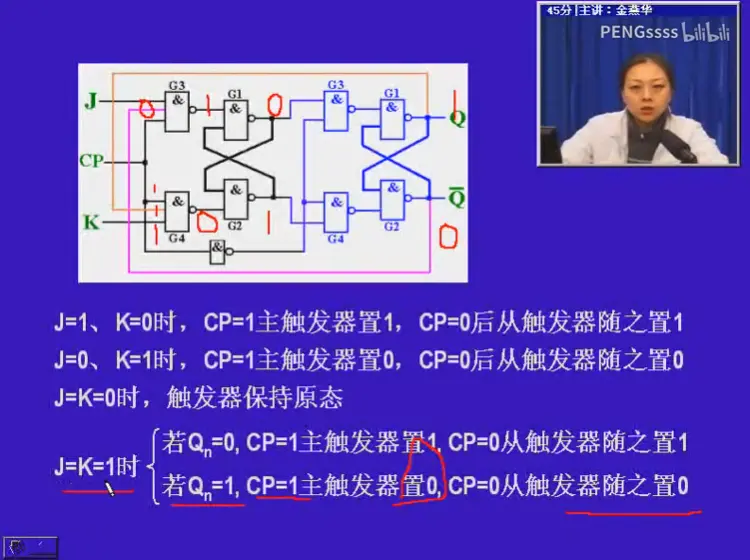 45分|主讲：金燕华
PENGssss bilibili
J
G3
&
G1
&
G3
&
G1
&
Q
0
1
0
1
CP
K
&
G4
&
G2
&
G4
&
G2
Q̅
1
1
1
0
1
0
&
J=1、K=0时，CP=1主触发器置1，CP=0后从触发器随之置1
J=0、K=1时，CP=1主触发器置0，CP=0后从触发器随之置0
J=K=0时，触发器保持原态
J=K=1时
若Qn=0, CP=1主触发器置1, CP=0从触发器随之置1
若Qn=1, CP=1主触发器置0, CP=0从触发器随之置0